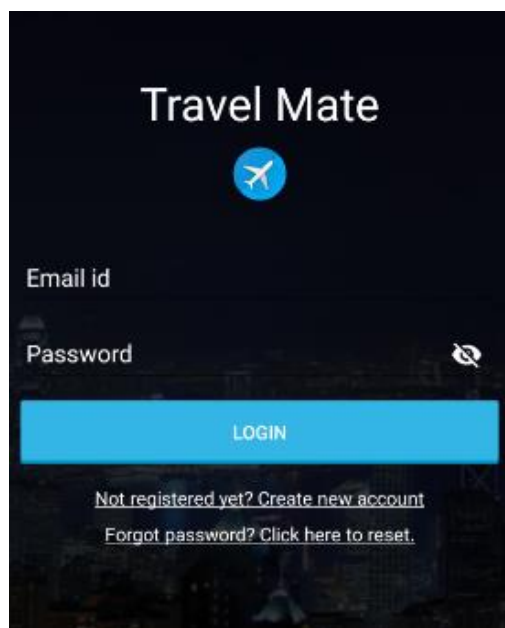 Travel Mate
Email id
Password
LOGIN
Not registered yet? Create new account
Forgot password? Click here to reset.